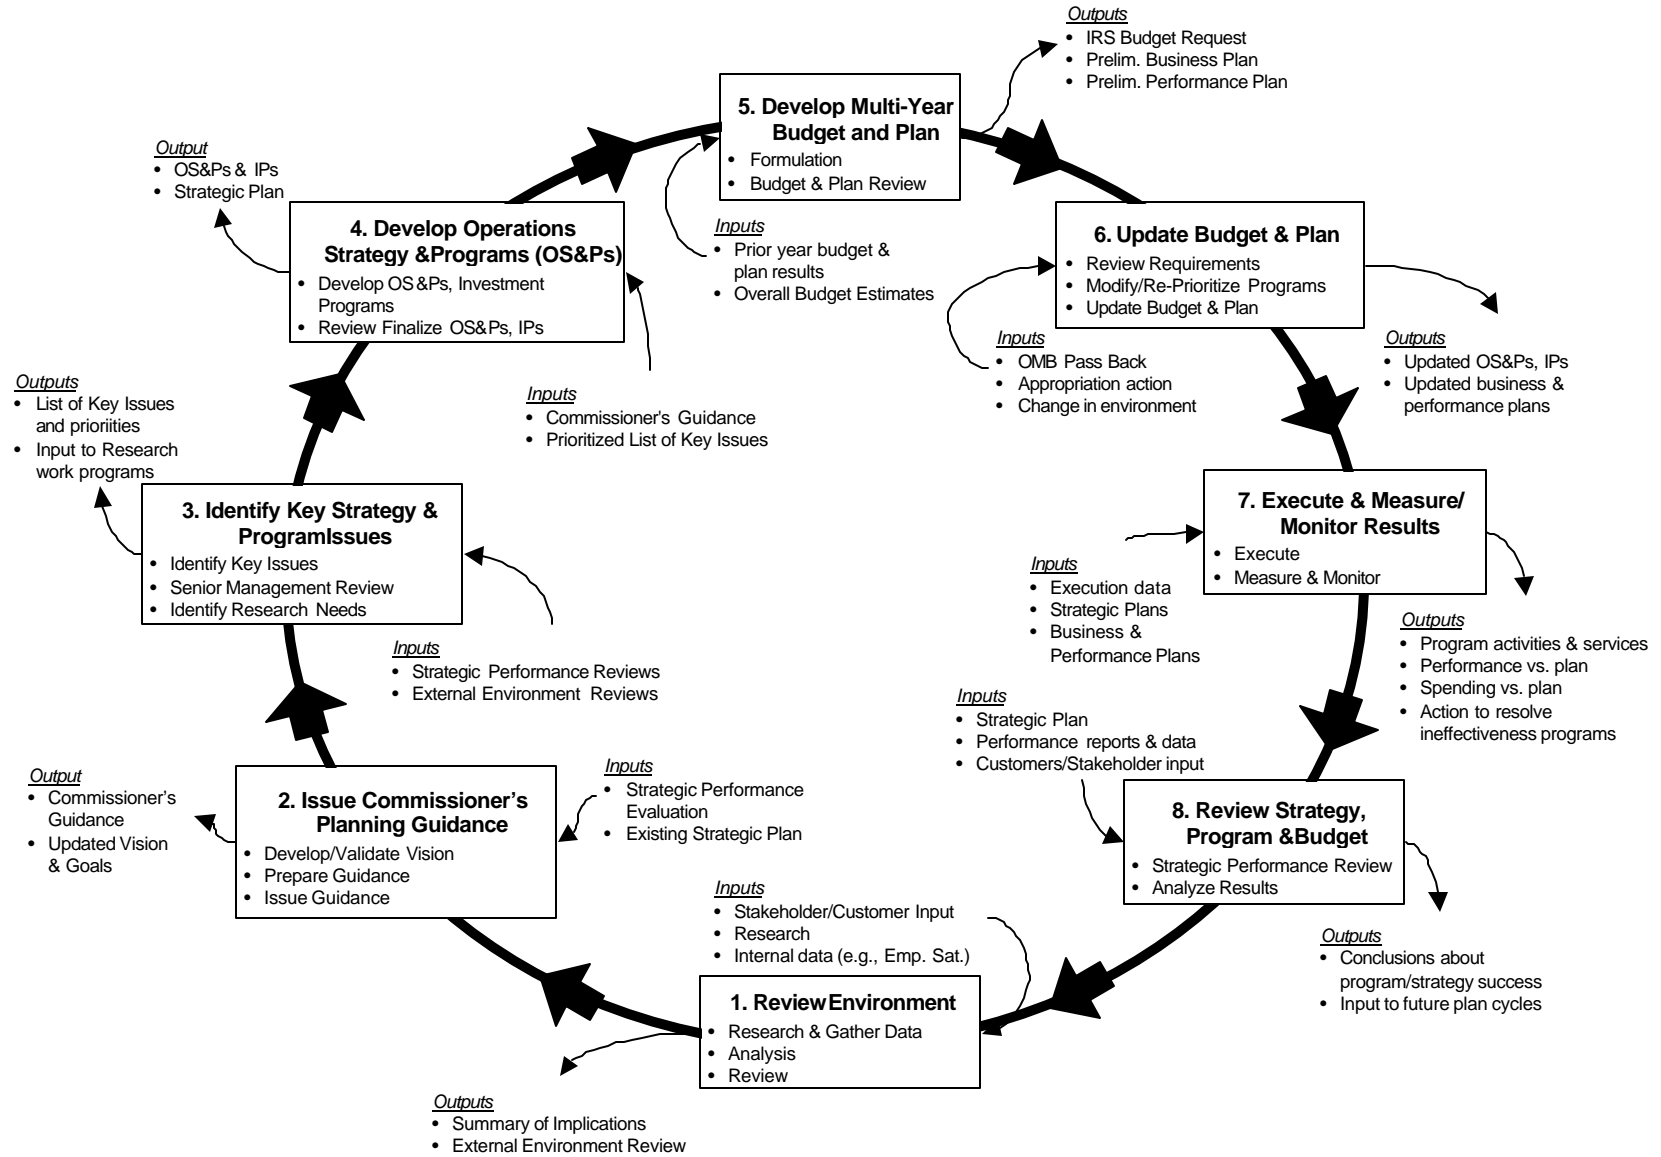 Outputs
• IRS Budget Request
• Prelim. Business Plan
• Prelim. Performance Plan
5. Develop Multi-Year
Budget and Plan
• Formulation
• Budget & Plan Review
Inputs
• Prior year budget &
plan results
• Overall Budget Estimates
Output
• OS&Ps & IPs
• Strategic Plan
4. Develop Operations
Strategy &Programs (OS&Ps)
• Develop OS&Ps, Investment
Programs
• Review Finalize OS&Ps, IPs
Inputs
• Commissioner's Guidance
• Prioritized List of Key Issues
6. Update Budget & Plan
• Review Requirements
• Modify/Re-Prioritize Programs
• Update Budget & Plan
Inputs
• OMB Pass Back
• Appropriation action
• Change in environment
Outputs
• Updated OS&Ps, IPs
• Updated business &
performance plans
Outputs
• List of Key Issues
and prioriities
• Input to Research
work programs
3. Identify Key Strategy &
ProgramIssues
• Identify Key Issues
• Senior Management Review
• Identify Research Needs
Inputs
• Strategic Performance Reviews
• External Environment Reviews
7. Execute & Measure/
Monitor Results
• Execute
• Measure & Monitor
Inputs
• Execution data
• Strategic Plans
• Business &
Performance Plans
Outputs
• Program activities & services
• Performance vs. plan
• Spending vs. plan
• Action to resolve
ineffectiveness programs
Output
• Commissioner's
Guidance
• Updated Vision
& Goals
2. Issue Commissioner's
Planning Guidance
• Develop/Validate Vision
• Prepare Guidance
• Issue Guidance
Inputs
• Strategic Performance
Evaluation
• Existing Strategic Plan
Inputs
• Strategic Plan
• Performance reports & data
• Customers/Stakeholder input
8. Review Strategy,
Program &Budget
• Strategic Performance Review
• Analyze Results
Outputs
• Conclusions about
program/strategy success
• Input to future plan cycles
Inputs
• Stakeholder/Customer Input
• Research
• Internal data (e.g., Emp. Sat.)
1. Review Environment
• Research & Gather Data
• Analysis
• Review
Outputs
• Summary of Implications
• External Environment Review